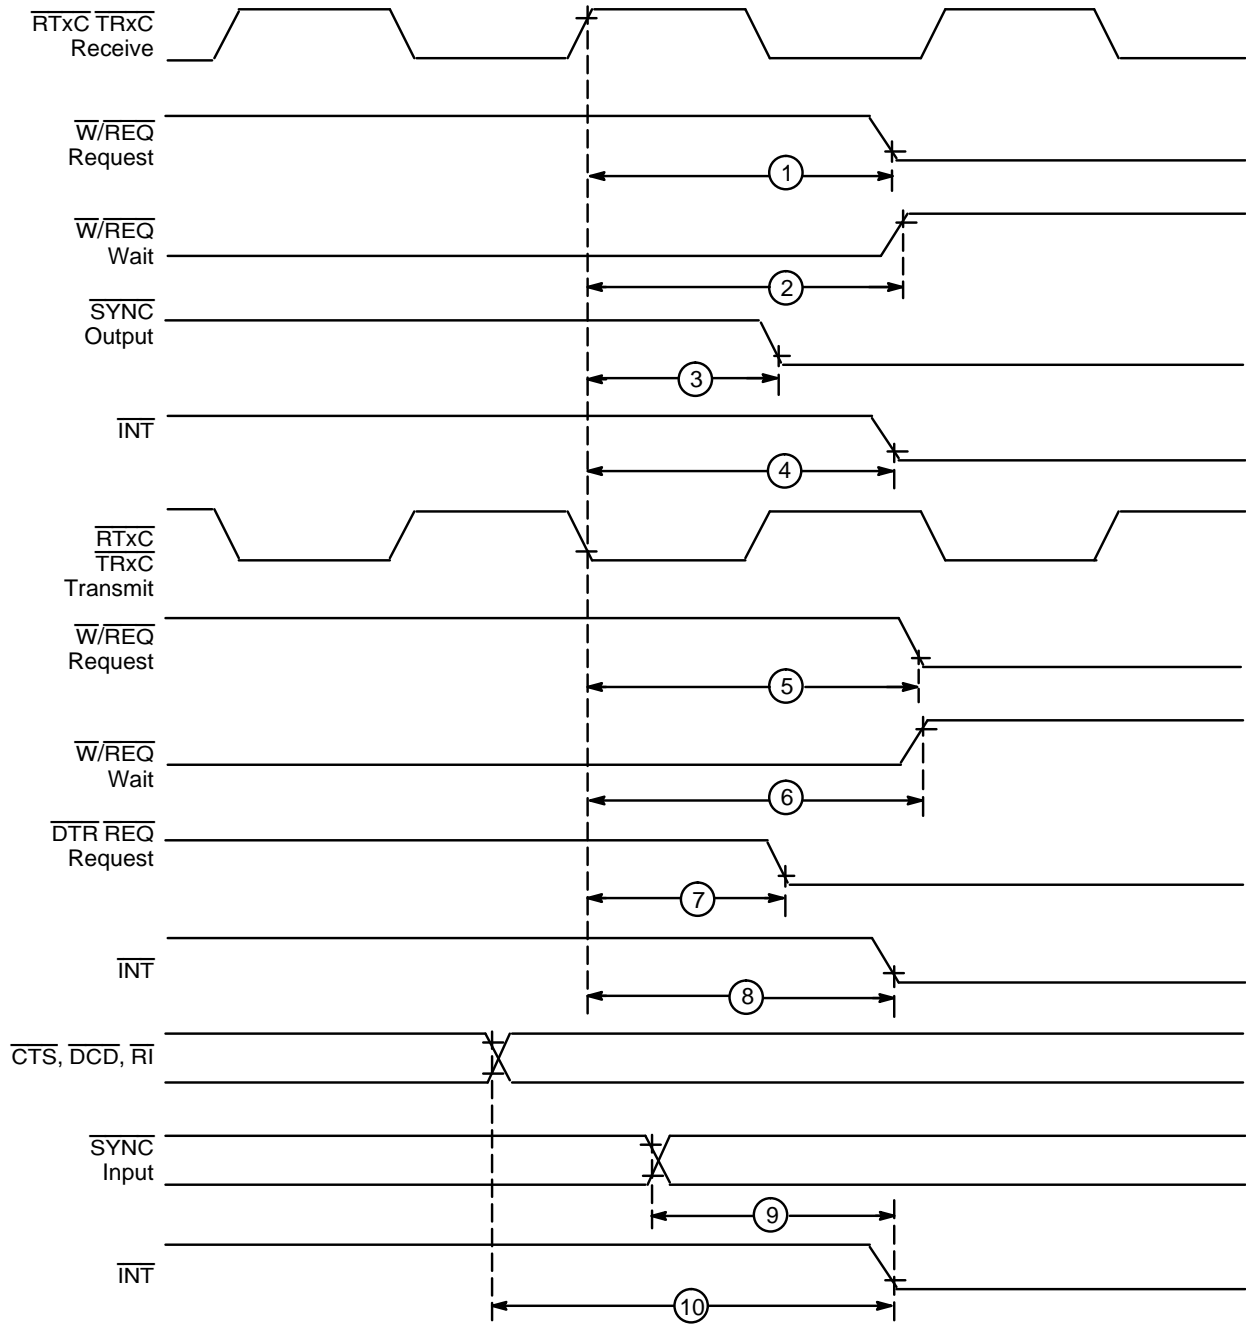 RTxC TRxC
Receive
W/REQ
Request
1
W/REQ
Wait
2
SYNC
Output
3
INT
4
RTxC
TRxC
Transmit
W/REQ
Request
5
W/REQ
Wait
6
DTR REQ
Request
7
INT
8
CTS, DCD, RI
SYNC
Input
9
INT
10